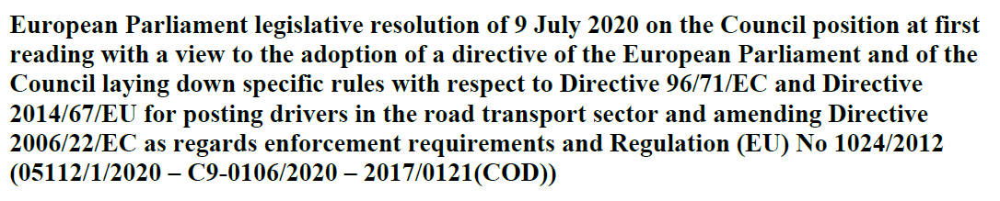 European Parliament legislative resolution of 9 July 2020 on the Council position at first
reading with a view to the adoption of a directive of the European Parliament and of the
Council laying down specific rules with respect to Directive 96/71/EC and Directive
2014/67/EU for posting drivers in the road transport sector and amending Directive
2006/22/EC as regards enforcement requirements and Regulation (EU) No 1024/2012
(05112/1/2020 – C9-0106/2020 – 2017/0121(COD))